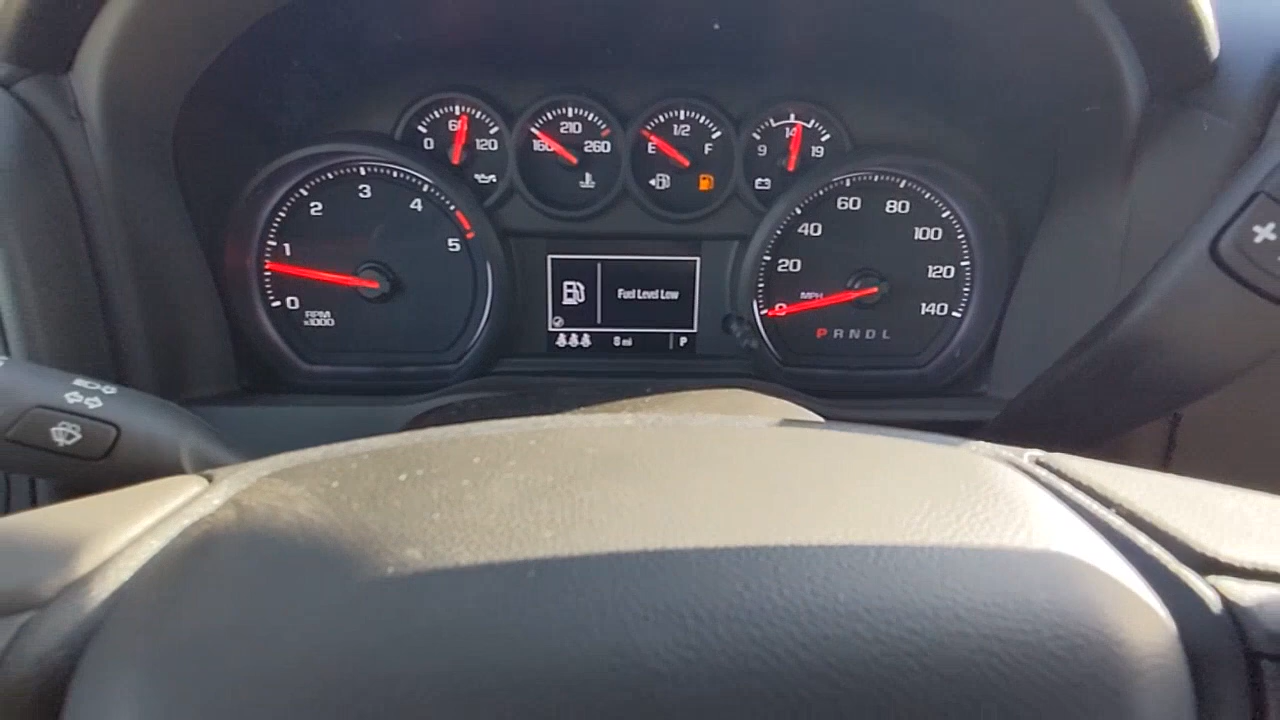 0 60 120
160 210 260
E 1/2 F
9 14 19
0 1 2 3 4 5
RPM
x1000
Fuel Level Low
8 mi P
0 20 40 60 80 100 120 140
MPH
P R N D L